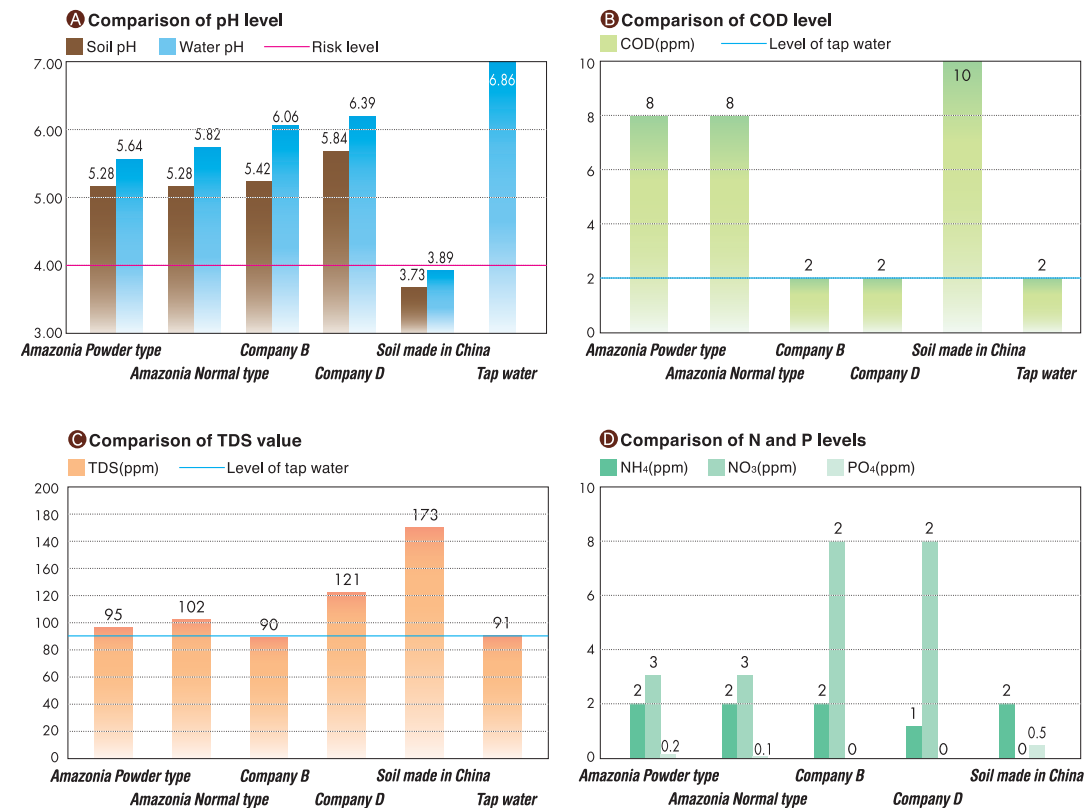 A Comparison of pH level
Soil pH Water pH Risk level
7.00
6.00
5.00
4.00
3.00
5.28 5.64 5.28 5.82 5.42 6.06 5.84 6.39 3.73 3.89 6.86
Amazonia Powder type Company B Soil made in China
Amazonia Normal type Company D Tap water
B Comparison of COD level
COD(ppm) Level of tap water
10
8
6
4
2
0
8 8 2 2 10 2
Amazonia Powder type Company B Soil made in China
Amazonia Normal type Company D Tap water
C Comparison of TDS value
TDS(ppm) Level of tap water
200
180
140
160
120
100
80
60
40
20
0
95 102 90 121 173 91
Amazonia Powder type Company B Soil made in China
Amazonia Normal type Company D Tap water
D Comparison of N and P levels
NH₄(ppm) NO₃(ppm) PO₄(ppm)
10
8
6
4
2
0
2 3 0.2 2 3 0.1 2 2 0 1 2 0 2 0 0.5
Amazonia Powder type Company B Soil made in China
Amazonia Normal type Company D